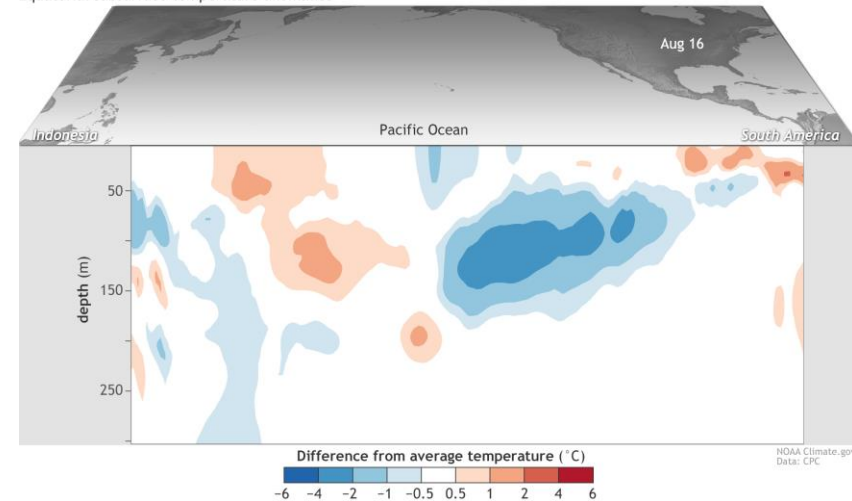 Aug 16
Indonesia
Pacific Ocean
South America
50
150
250
depth (m)
Difference from average temperature (°C)
-6 -4 -2 -1 -0.5 0.5 1 2 4 6
NOAA Climate.gov
Data: CPC